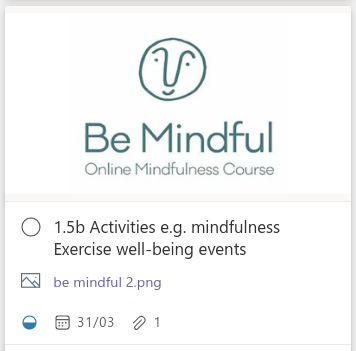 Be Mindful
Online Mindfulness Course
1.5b Activities e.g. mindfulness
Exercise well-being events
be mindful 2.png
31/03
1